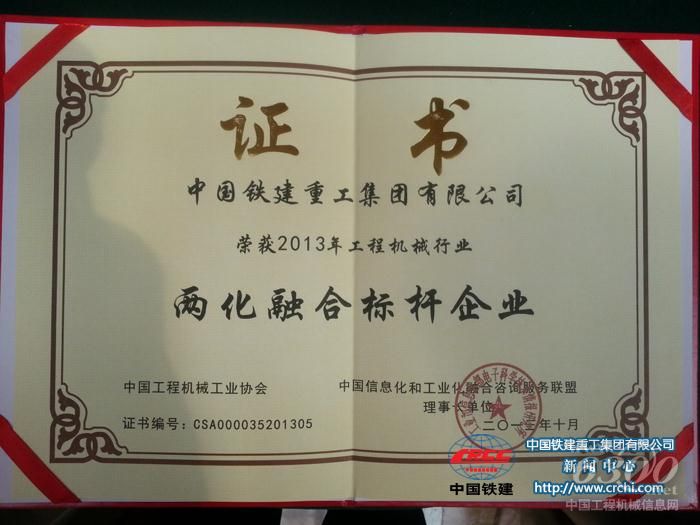 证书
中国铁建重工集团有限公司
荣获2013年工程机械行业
两化融合标杆企业
中国工程机械工业协会
中国信息化和工业化融合咨询服务联盟
理事长单位
证书编号：CSA000035201305
二〇一 年十月
CRCC
中国铁建
中国铁建重工集团有限公司
新闻中心
http://www.crchi.com
6300
.net
中国工程机械信息网